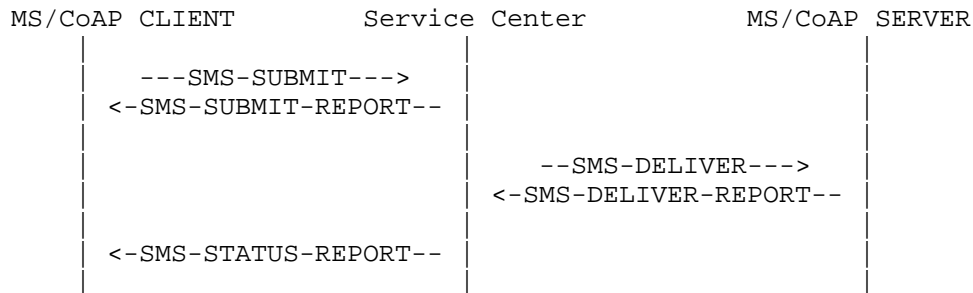 MS/CoAP CLIENT Service Center MS/CoAP SERVER
---SMS-SUBMIT--->
<-SMS-SUBMIT-REPORT--
--SMS-DELIVER--->
<-SMS-DELIVER-REPORT--
<-SMS-STATUS-REPORT--